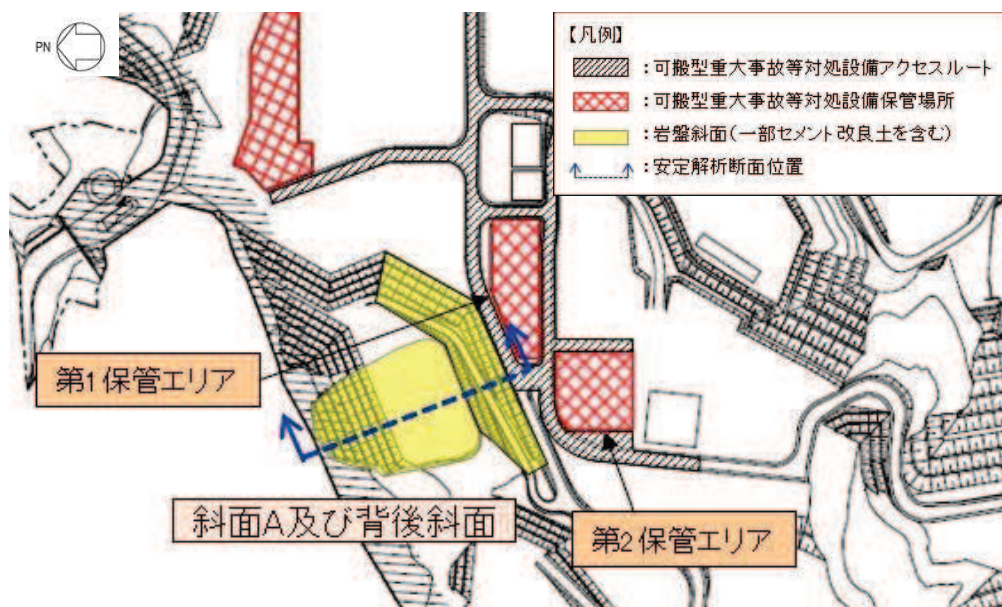 PN
【凡例】
：可搬型重大事故等対処設備アクセスルート
：可搬型重大事故等対処設備保管場所
：岩盤斜面(一部セメント改良土を含む)
：安定解析断面位置
第1保管エリア
斜面A及び背後斜面
第2保管エリア